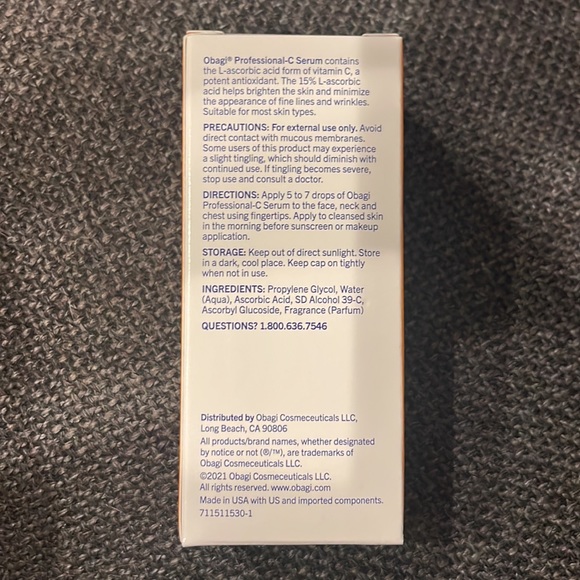 Obagi® Professional-C Serum contains
the L-ascorbic acid form of vitamin C, a
potent antioxidant. The 15% L-ascorbic
acid helps brighten the skin and minimize
the appearance of fine lines and wrinkles.
Suitable for most skin types.
PRECAUTIONS: For external use only. Avoid
direct contact with mucous membranes.
Some users of this product may experience
a slight tingling, which should diminish with
continued use. If tingling becomes severe,
stop use and consult a doctor.
DIRECTIONS: Apply 5 to 7 drops of Obagi
Professional-C Serum to the face, neck and
chest using fingertips. Apply to cleansed skin
in the morning before sunscreen or makeup
application.
STORAGE: Keep out of direct sunlight. Store
in a dark, cool place. Keep cap on tightly
when not in use.
INGREDIENTS: Propylene Glycol, Water
(Aqua), Ascorbic Acid, SD Alcohol 39-C,
Ascorbyl Glucoside, Fragrance (Parfum)
QUESTIONS? 1.800.636.7546
Distributed by Obagi Cosmeceuticals LLC,
Long Beach, CA 90806
All products/brand names, whether designated
by notice or not (®/™), are trademarks of
Obagi Cosmeceuticals LLC.
©2021 Obagi Cosmeceuticals LLC.
All rights reserved. www.obagi.com
Made in USA with US and imported components.
711511530-1